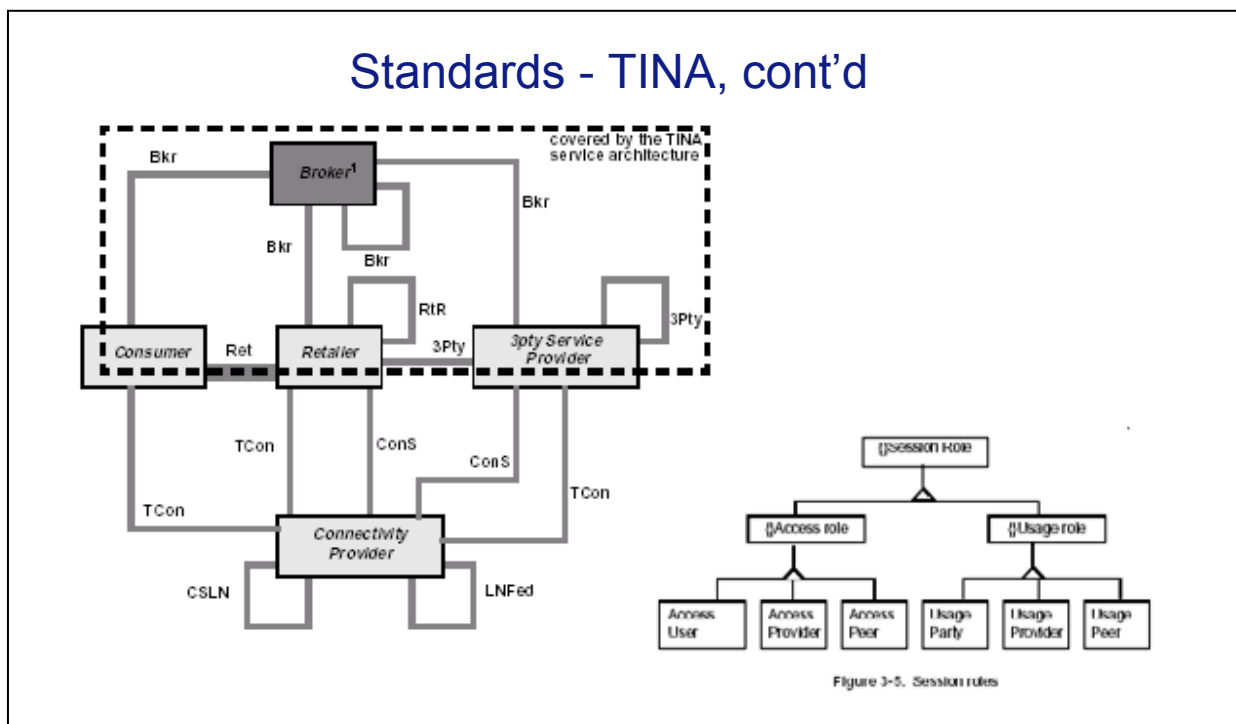 Standards - TINA, cont'd
covered by the TINA
service architecture
Bkr
Broker1
Bkr
Bkr
Bkr
RtR
3Pty
Consumer
Ret
Retailer
3Pty
3pty Service
Provider
TCon
ConS
ConS
TCon
TCon
Connectivity
Provider
CSLN
LNFed
{}Session Role
{}Access role
{}Usage role
Access
User
Access
Provider
Access
Peer
Usage
Party
Usage
Provider
Usage
Peer
Figure 3-5. Session roles